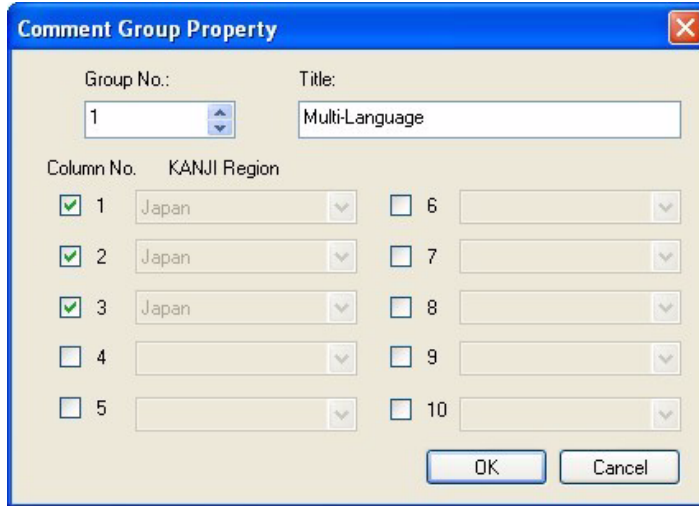 Comment Group Property
Group No.: Title:
1 Multi-Language
Column No. KANJI Region
1 Japan 6
2 Japan 7
3 Japan 8
4 9
5 10
OK Cancel